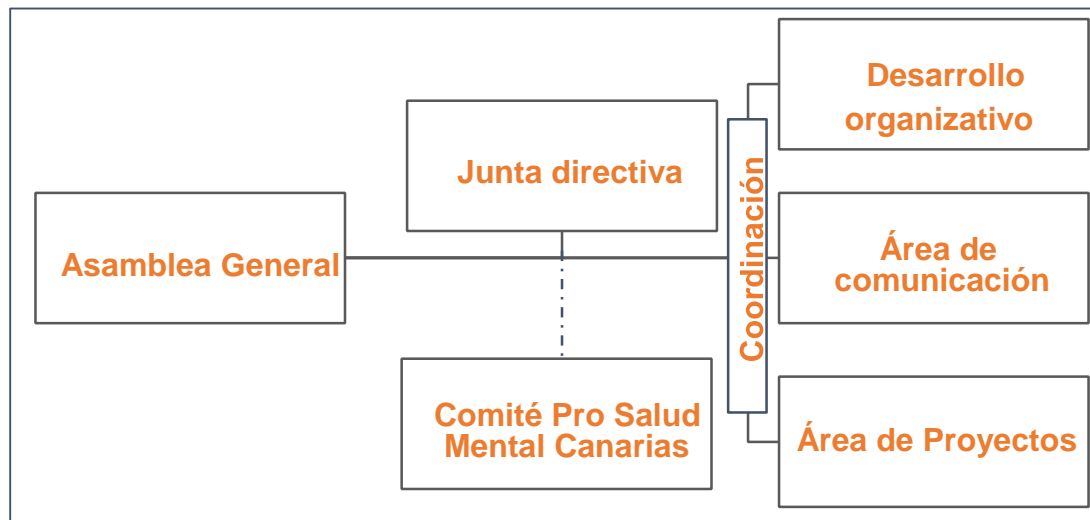 Asamblea General
Junta directiva
Comité Pro Salud
Mental Canarias
Coordinación
Desarrollo
organizativo
Área de
comunicación
Área de Proyectos